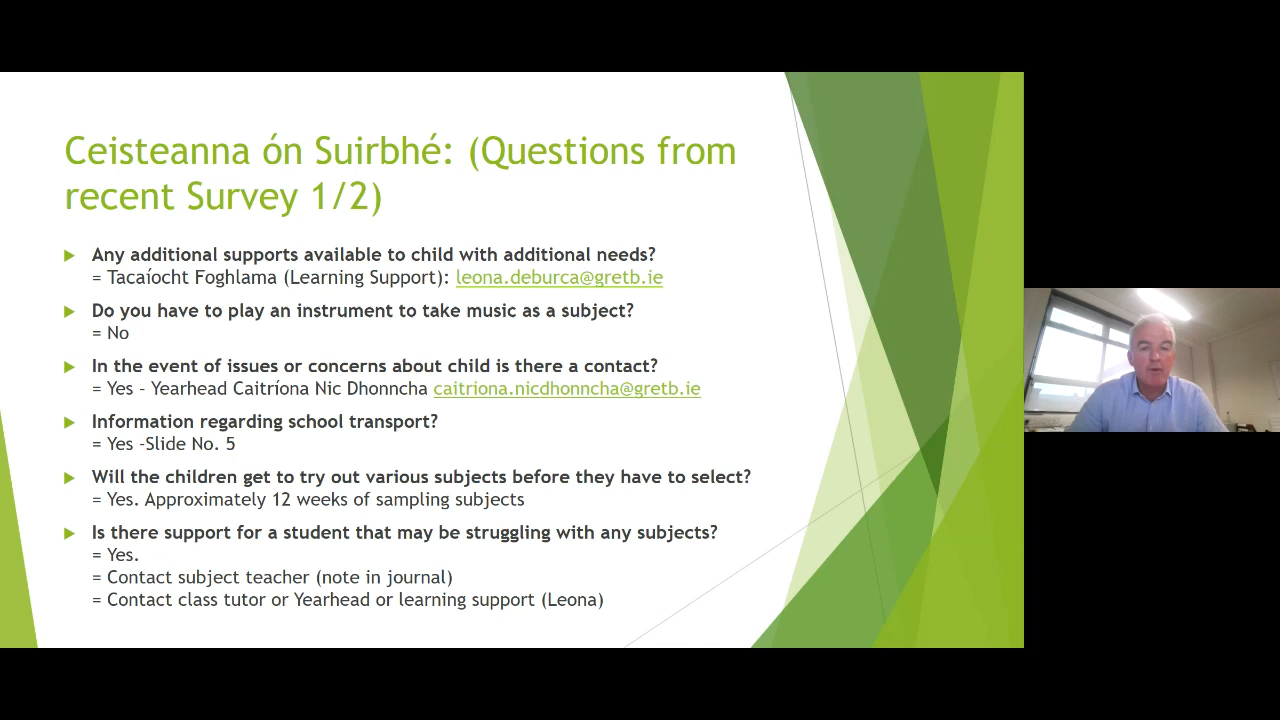 Ceisteanna ón Suirbhé: (Questions from
recent Survey 1/2)
Any additional supports available to child with additional needs?
= Tacaíocht Foghlama (Learning Support): leona.deburca@gretb.ie
Do you have to play an instrument to take music as a subject?
= No
In the event of issues or concerns about child is there a contact?
= Yes – Yearhead Caitríona Nic Dhonncha caitriona.nicdhonncha@gretb.ie
Information regarding school transport?
= Yes -Slide No. 5
Will the children get to try out various subjects before they have to select?
= Yes. Approximately 12 weeks of sampling subjects
Is there support for a student that may be struggling with any subjects?
= Yes.
= Contact subject teacher (note in journal)
= Contact class tutor or Yearhead or learning support (Leona)